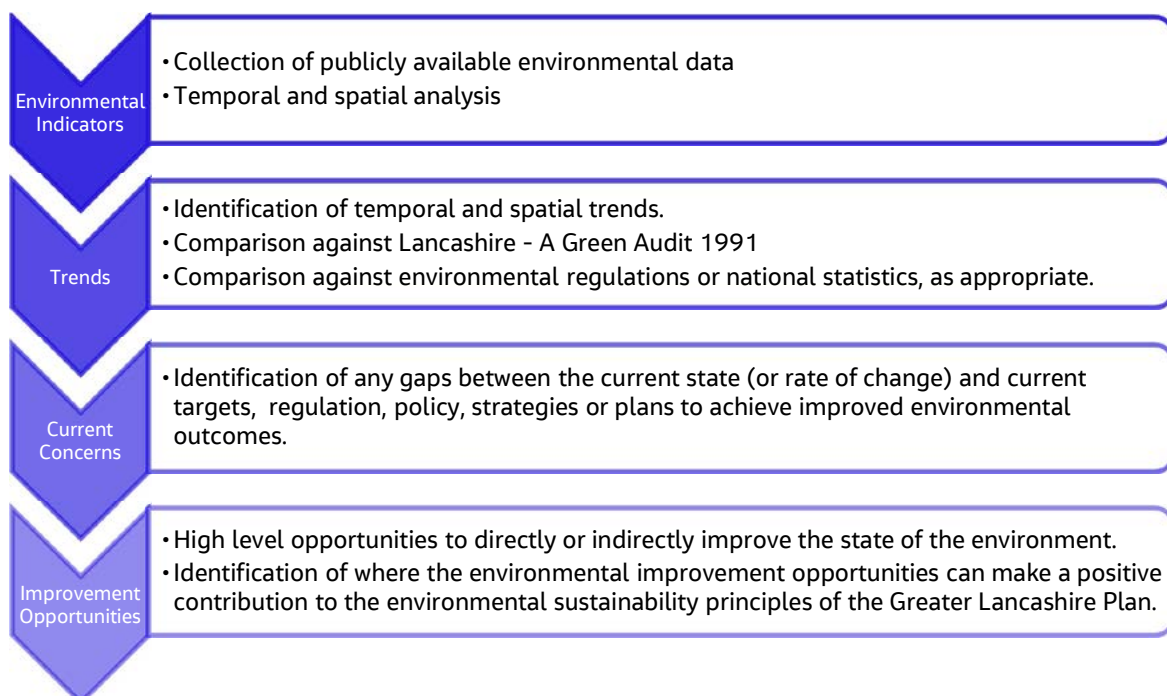 Environmental
Indicators
• Collection of publicly available environmental data
• Temporal and spatial analysis
Trends
• Identification of temporal and spatial trends.
• Comparison against Lancashire - A Green Audit 1991
• Comparison against environmental regulations or national statistics, as appropriate.
Current
Concerns
• Identification of any gaps between the current state (or rate of change) and current
targets, regulation, policy, strategies or plans to achieve improved environmental
outcomes.
Improvement
Opportunities
• High level opportunities to directly or indirectly improve the state of the environment.
• Identification of where the environmental improvement opportunities can make a positive
contribution to the environmental sustainability principles of the Greater Lancashire Plan.